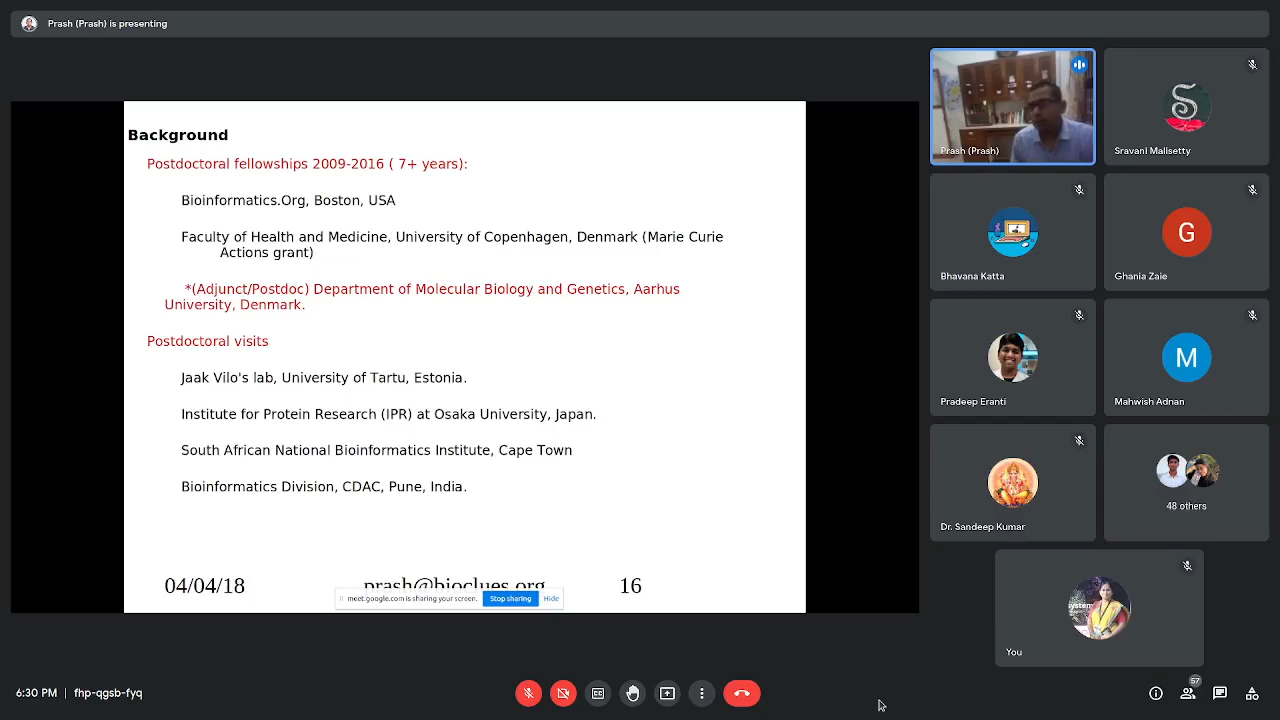 Prash (Prash) is presenting
Background
Postdoctoral fellowships 2009-2016 ( 7+ years):
Bioinformatics.Org, Boston, USA
Faculty of Health and Medicine, University of Copenhagen, Denmark (Marie Curie
Actions grant)
*(Adjunct/Postdoc) Department of Molecular Biology and Genetics, Aarhus
University, Denmark.
Postdoctoral visits
Jaak Vilo's lab, University of Tartu, Estonia.
Institute for Protein Research (IPR) at Osaka University, Japan.
South African National Bioinformatics Institute, Cape Town
Bioinformatics Division, CDAC, Pune, India.
04/04/18
prash@bioclues.org
16
meet.google.com is sharing your screen.
Stop sharing
Hide
Prash (Prash)
Sravani Malisetty
Bhavana Katta
G
Ghania Zaie
Pradeep Eranti
M
Mahwish Adnan
Dr. Sandeep Kumar
48 others
You
6:30 PM | fnp-qgsb-fyq
57